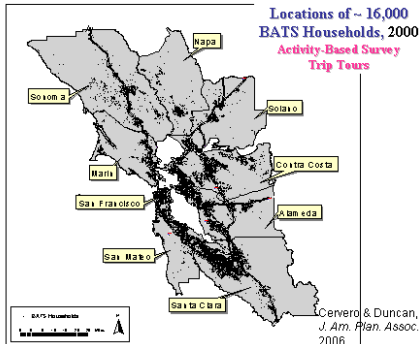 Locations of ~ 16,000
BATS Households, 2000
Activity-Based Survey
Trip Tours
Napa
Sonoma
Solano
Marin
Contra Costa
San Francisco
Alameda
San Mateo
Santa Clara
BATS Households
N
Cervero & Duncan,
J. Am. Plan. Assoc.
2006